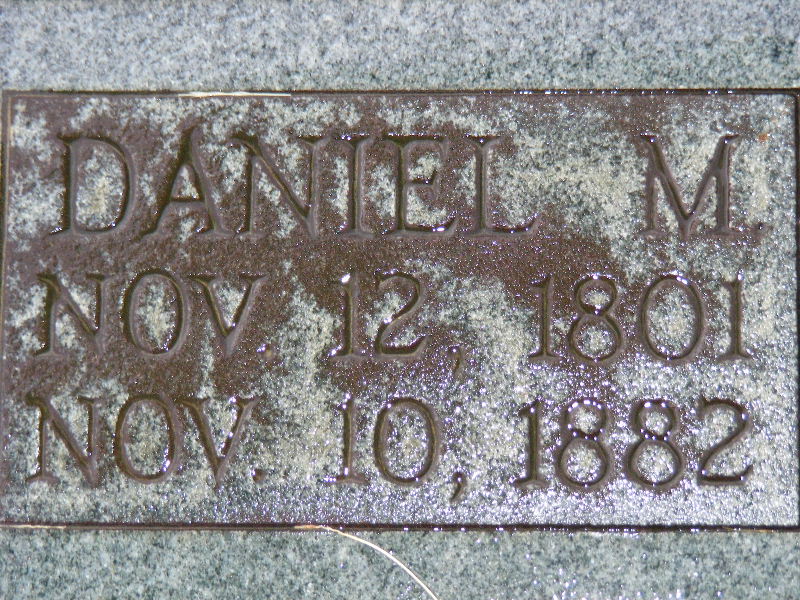 DANIEL M.
NOV. 12, 1801
NOV. 10, 1882